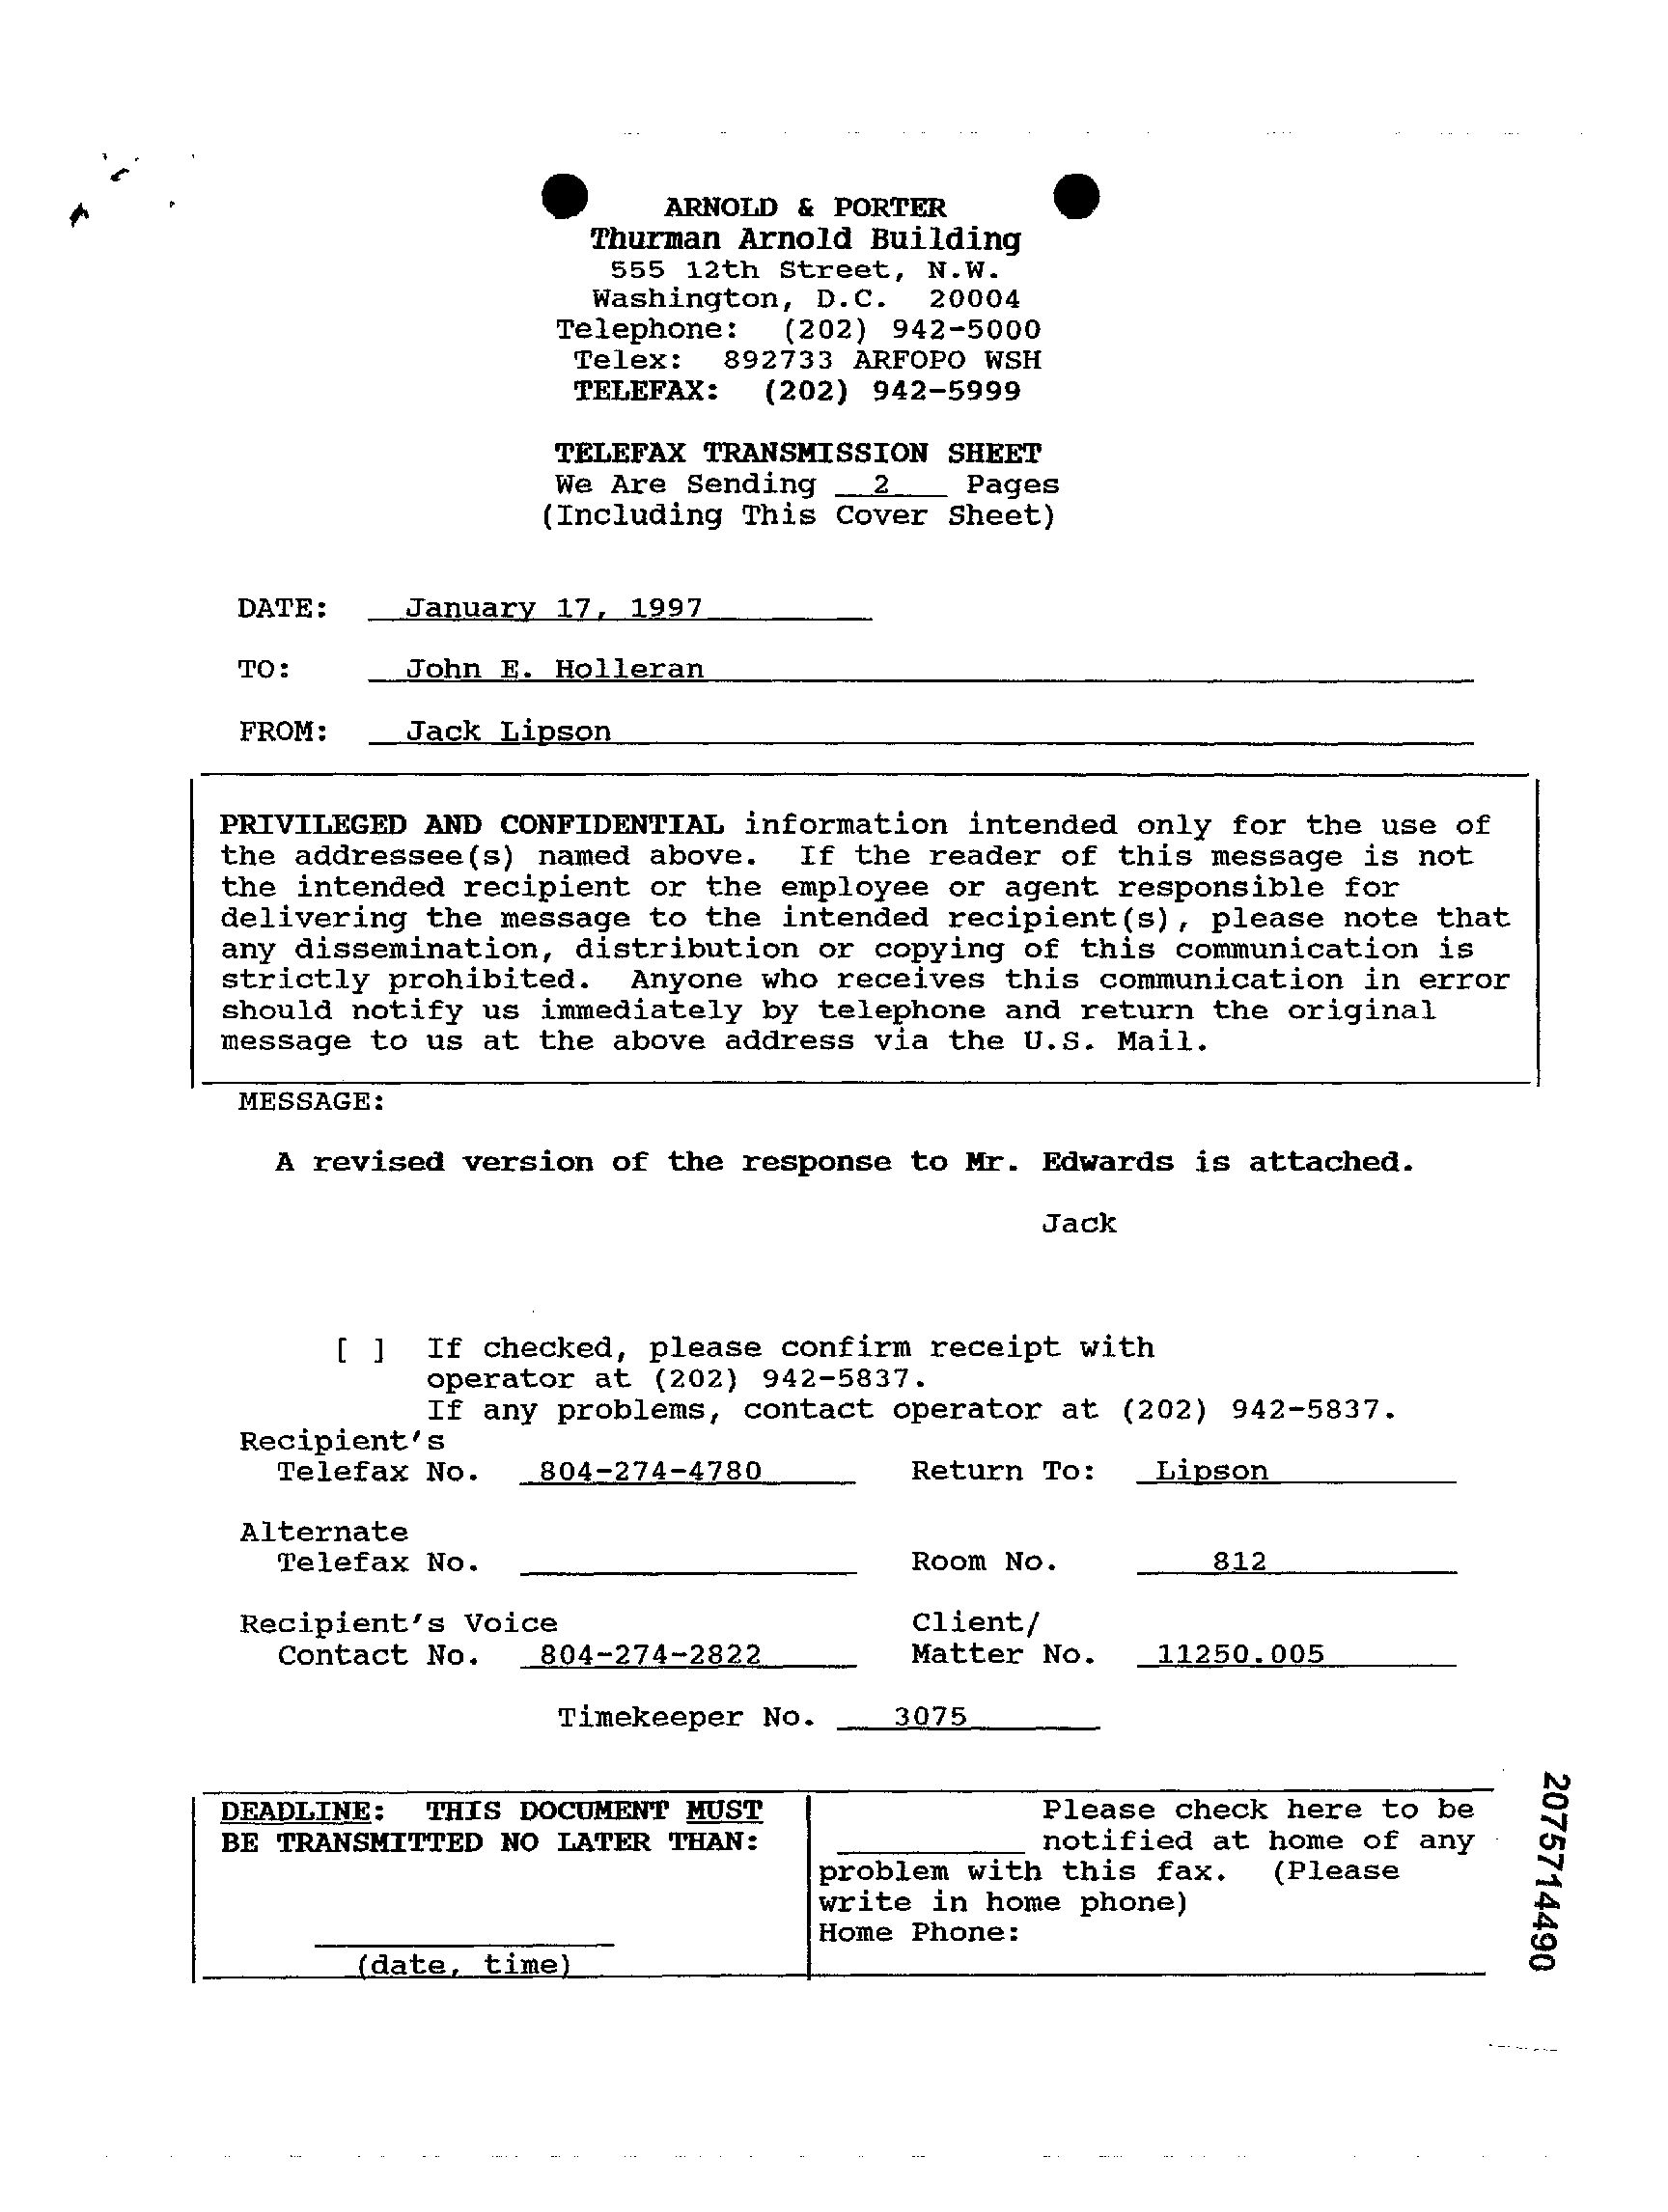 ARNOLD & PORTER
Thurman Arnold Building
555 12th Street, N.W.
Washington, D.C. 20004
Telephone: (202) 942-5000
Telex: 892733 ARFOPO WSH
TELEFAX: (202) 942-5999
TELEFAX TRANSMISSION SHEET
We Are Sending 2 Pages
(Including This Cover Sheet)
DATE: January 17, 1997
TO: John E. Holleran
FROM: Jack Lipson
PRIVILEGED AND CONFIDENTIAL information intended only for the use of
the addressee(s) named above. If the reader of this message is not
the intended recipient or the employee or agent responsible for
delivering the message to the intended recipient(s), please note that
any dissemination, distribution or copying of this communication is
strictly prohibited. Anyone who receives this communication in error
should notify us immediately by telephone and return the original
message to us at the above address via the U.S. Mail.
MESSAGE:
A revised version of the response to Mr. Edwards is attached.
Jack
[ ] If checked, please confirm receipt with
operator at (202) 942-5837.
If any problems, contact operator at (202) 942-5837.
Recipient's
Telefax No. 804-274-4780 Return To: Lipson
Alternate
Telefax No. Room No. 812
Recipient's Voice Client/
Contact No. 804-274-2822 Matter No. 11250.005
Timekeeper No. 3075
DEADLINE: THIS DOCUMENT MUST
BE TRANSMITTED NO LATER THAN:
(date, time)
Please check here to be
notified at home of any
problem with this fax. (Please
write in home phone)
Home Phone:
2075714490